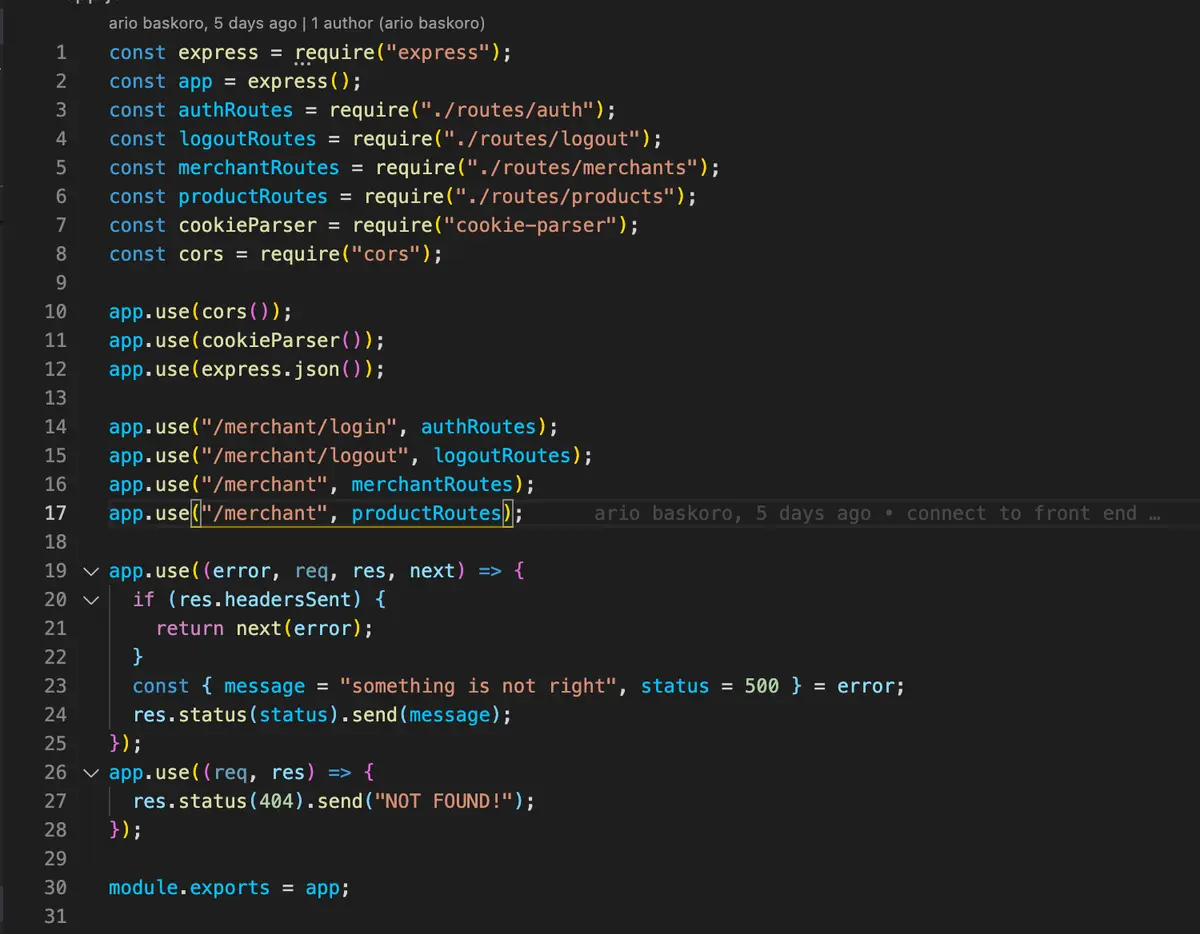 ario baskoro, 5 days ago | 1 author (ario baskoro)
1 const express = require("express");
2 const app = express();
3 const authRoutes = require("./routes/auth");
4 const logoutRoutes = require("./routes/logout");
5 const merchantRoutes = require("./routes/merchants");
6 const productRoutes = require("./routes/products");
7 const cookieParser = require("cookie-parser");
8 const cors = require("cors");
9
10 app.use(cors());
11 app.use(cookieParser());
12 app.use(express.json());
13
14 app.use("/merchant/login", authRoutes);
15 app.use("/merchant/logout", logoutRoutes);
16 app.use("/merchant", merchantRoutes);
17 app.use("/merchant", productRoutes); ario baskoro, 5 days ago • connect to front end …
18
19 app.use((error, req, res, next) => {
20 if (res.headersSent) {
21 return next(error);
22 }
23 const { message = "something is not right", status = 500 } = error;
24 res.status(status).send(message);
25 });
26 app.use((req, res) => {
27 res.status(404).send("NOT FOUND!");
28 });
29
30 module.exports = app;
31